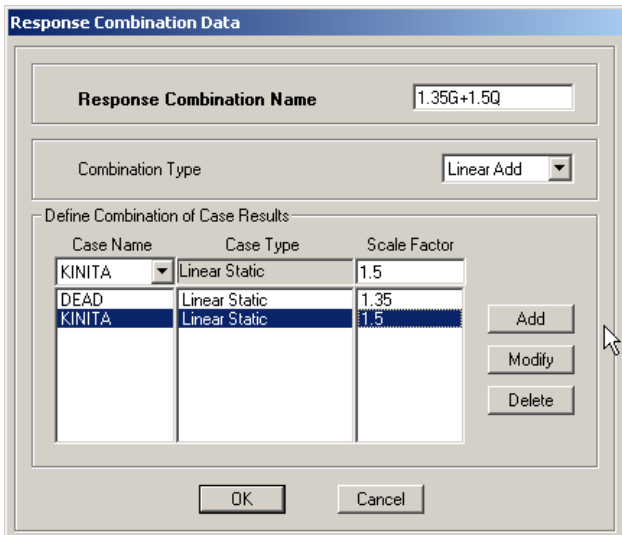 Response Combination Data
Response Combination Name 1.35G+1.5Q
Combination Type Linear Add
Define Combination of Case Results
Case Name Case Type Scale Factor
KINITA Linear Static 1.5
DEAD Linear Static 1.35
KINITA Linear Static 1.5
Add
Modify
Delete
OK Cancel